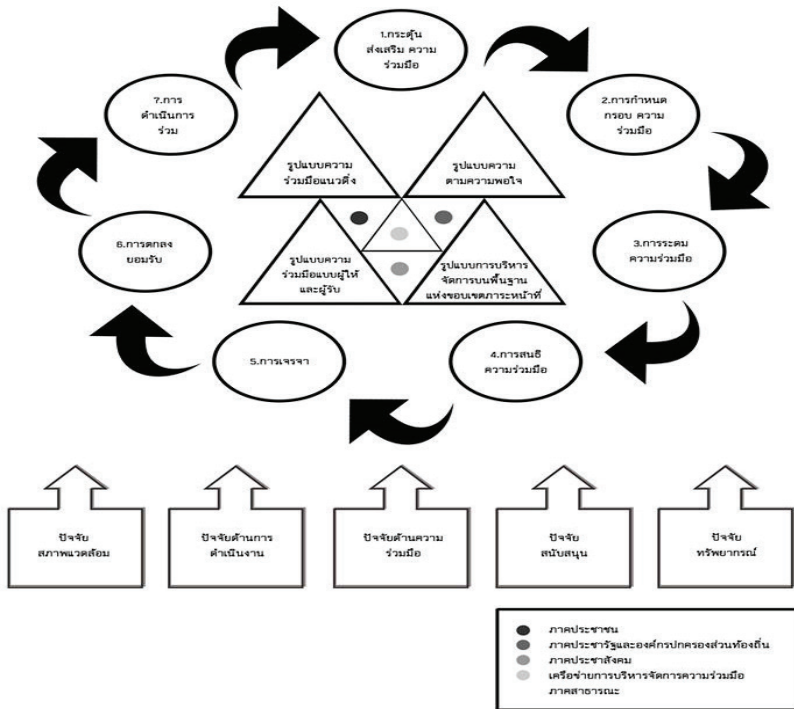 1.กระตุ้น
ส่งเสริม ความ
ร่วมมือ
2.การกำหนด
กรอบ ความ
ร่วมมือ
3.การระดม
ความร่วมมือ
4.การสนธิ
ความร่วมมือ
5.การเจรจา
6.การตกลง
ยอมรับ
7.การ
ดำเนินการ
ร่วม
รูปแบบความ
ร่วมมือแนวดิ่ง
รูปแบบความ
ตามความพอใจ
รูปแบบความ
ร่วมมือแบบผู้ให้
และผู้รับ
รูปแบบการบริหาร
จัดการบนพื้นฐาน
แห่งขอบเขตภาระหน้าที่
ปัจจัย
สภาพแวดล้อม
ปัจจัยด้านการ
ดำเนินงาน
ปัจจัยด้านความ
ร่วมมือ
ปัจจัย
สนับสนุน
ปัจจัย
ทรัพยากรณ์
ภาคประชาชน
ภาคประชารัฐและองค์กรปกครองส่วนท้องถิ่น
ภาคประชาสังคม
เครือข่ายการบริหารจัดการความร่วมมือ
ภาคสาธารณะ